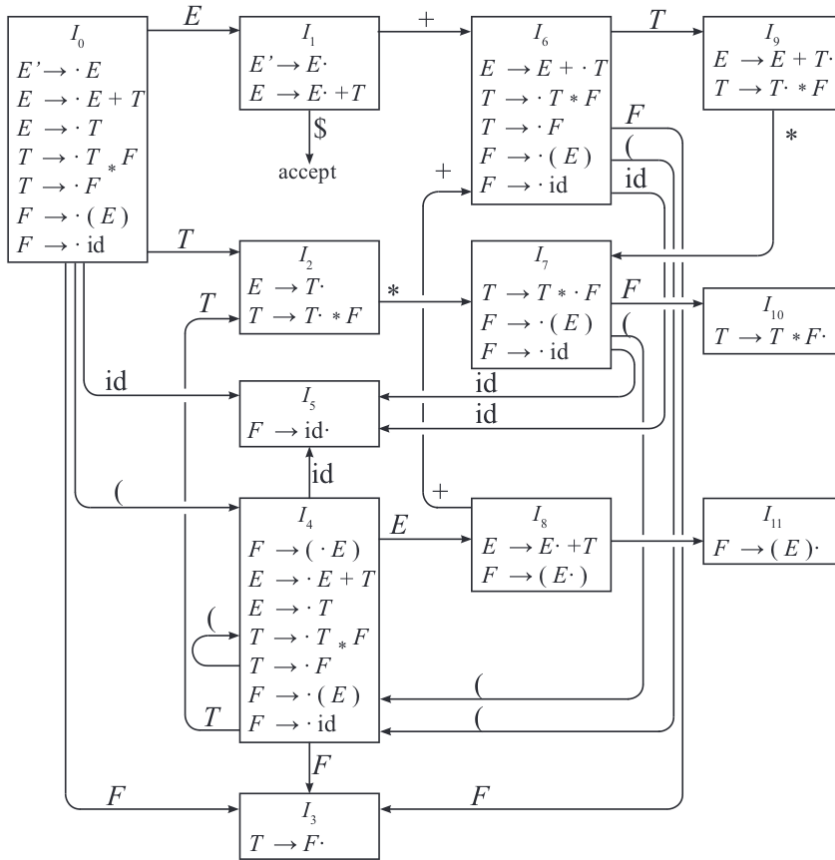 I₀
E' → · E
E → · E + T
E → · T
T → · T * F
T → · F
F → · ( E )
F → · id
E
I₁
E' → E·
E → E· + T
$
accept
+
I₆
E → E + · T
T → · T * F
T → · F
F → · ( E )
F → · id
T
I₉
E → E + T·
T → T· * F
F
(
id
*
+
T
I₂
E → T·
T → T· * F
*
T
I₇
T → T * · F
F → · ( E )
F → · id
F
(
I₁₀
T → T * F·
id
I₅
F → id·
id
id
id
(
I₄
F → ( · E )
E → · E + T
E → · T
T → · T * F
T → · F
F → · ( E )
F → · id
E
+
I₈
E → E· + T
F → ( E· )
I₁₁
F → ( E ) ·
(
T
(
(
F
F
I₃
T → F·
F